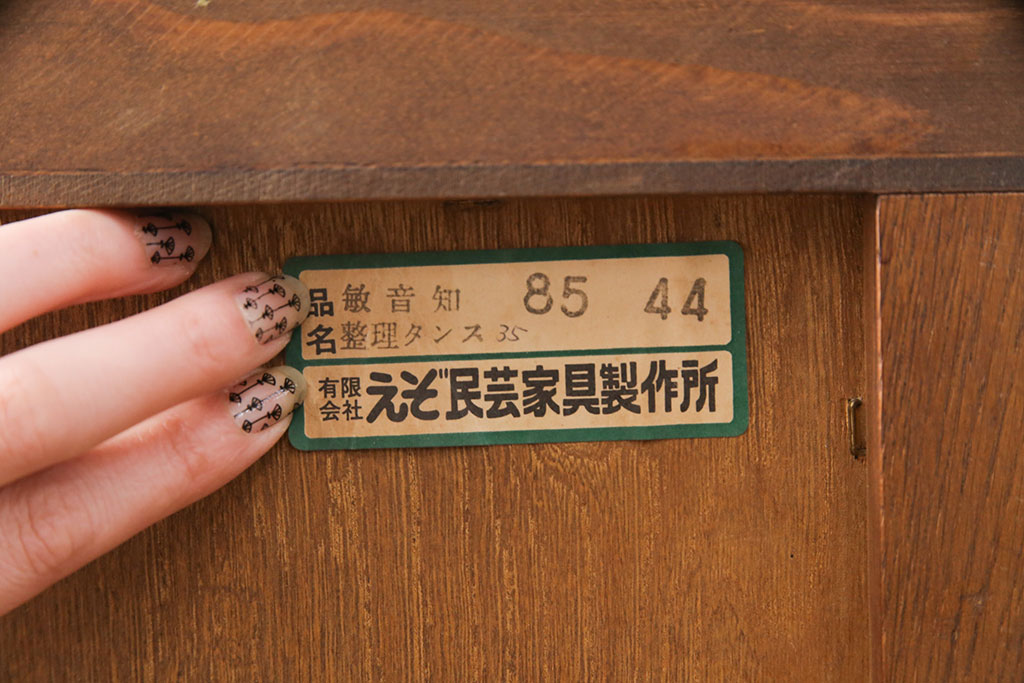 品名 敏音知 85 44
整理タンス 35
有限会社 えぞ民芸家具製作所